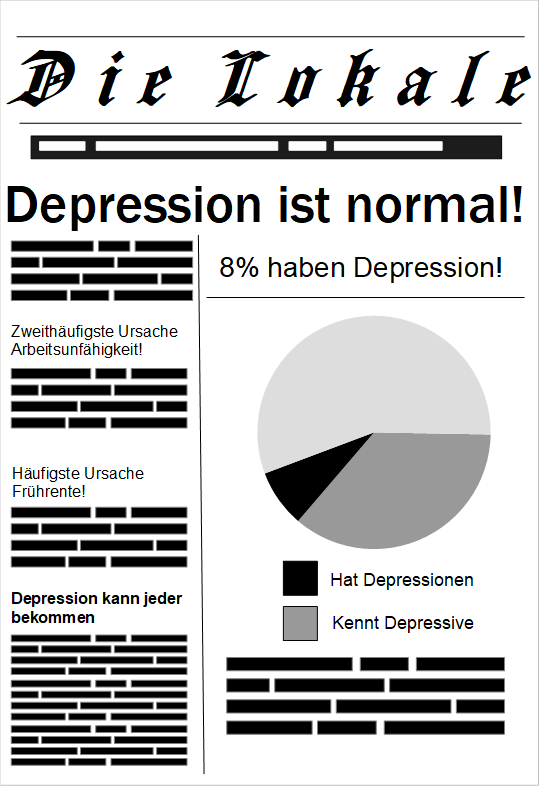 Die Lokale
Depression ist normal!
8% haben Depression!
Zweithäufigste Ursache
Arbeitsunfähigkeit!
Häufigste Ursache
Frührente!
Depression kann jeder
bekommen
Hat Depressionen
Kennt Depressive